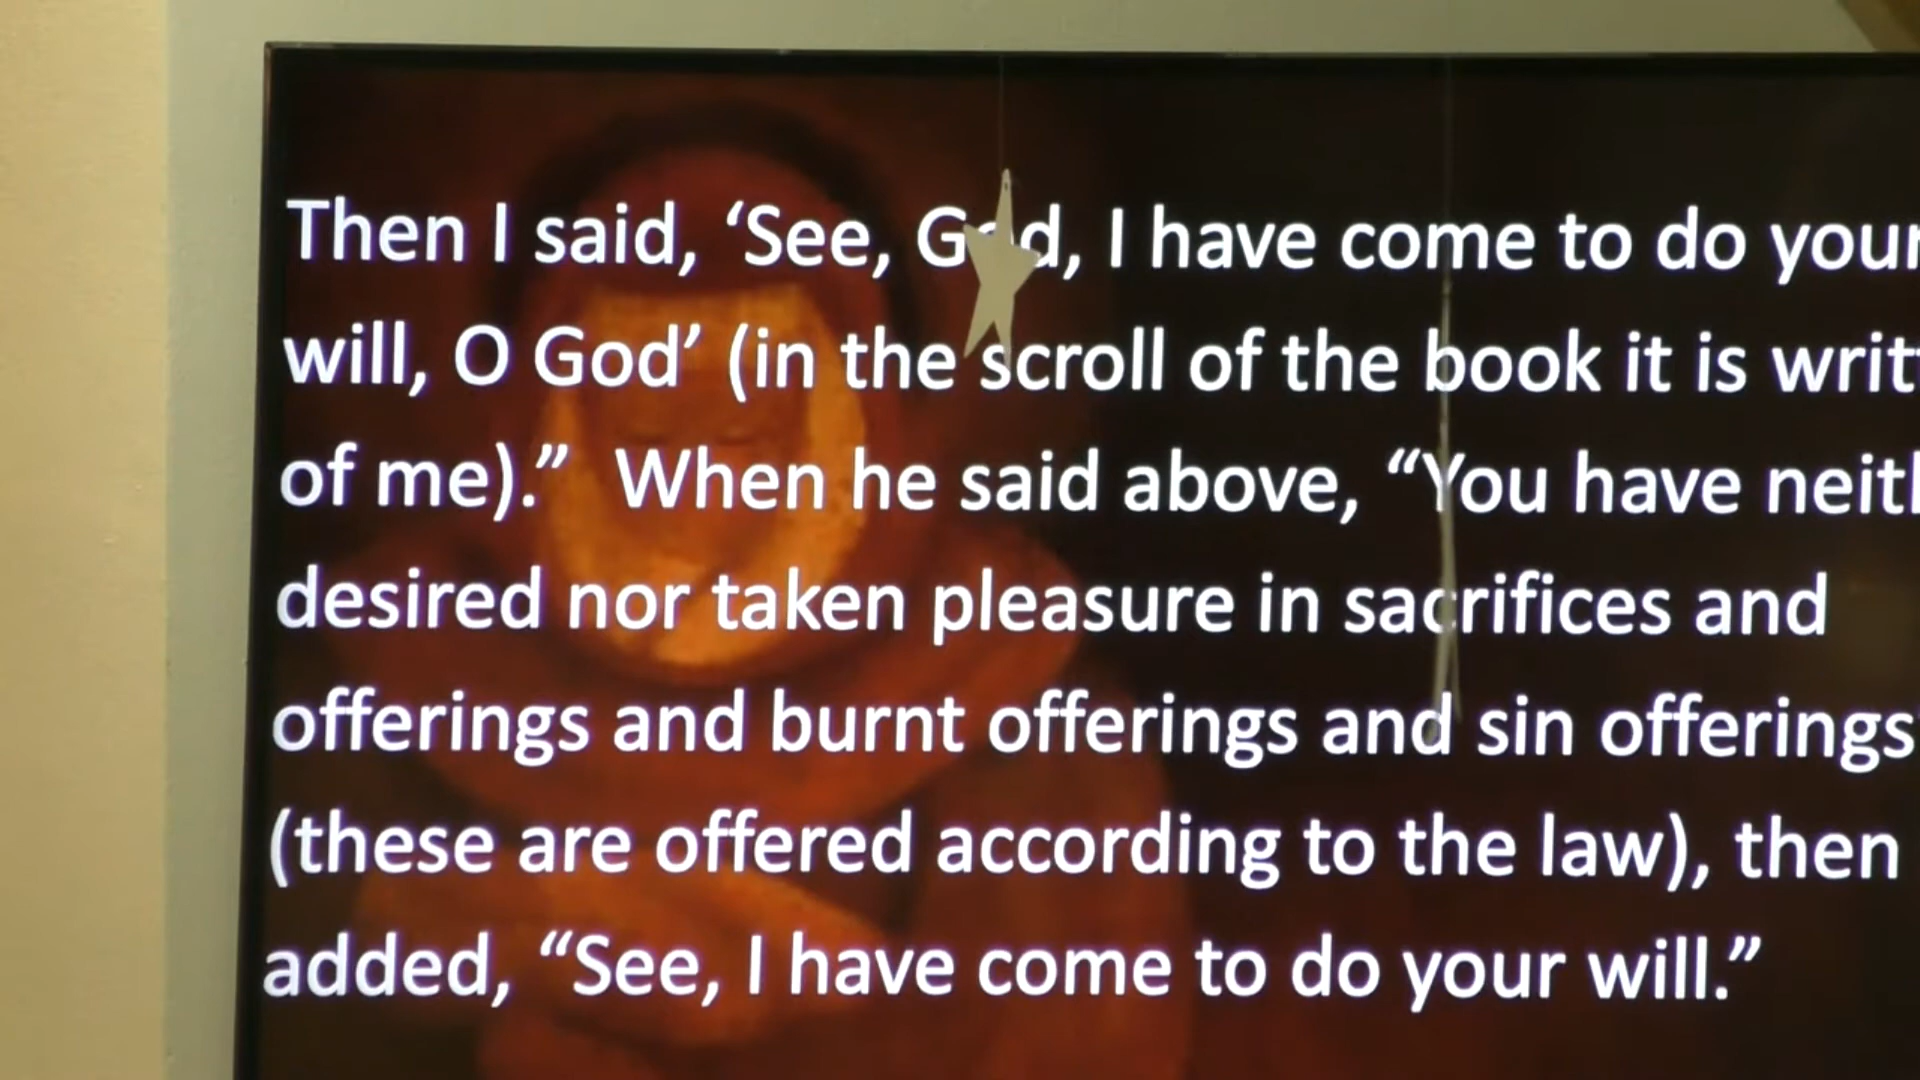 Then I said, ‘See, God, I have come to do your
will, O God’ (in the scroll of the book it is
of me).” When he said above, “You have
desired nor taken pleasure in sacrifices and
offerings and burnt offerings and sin offerings
(these are offered according to the law), then
added, “See, I have come to do your will.”